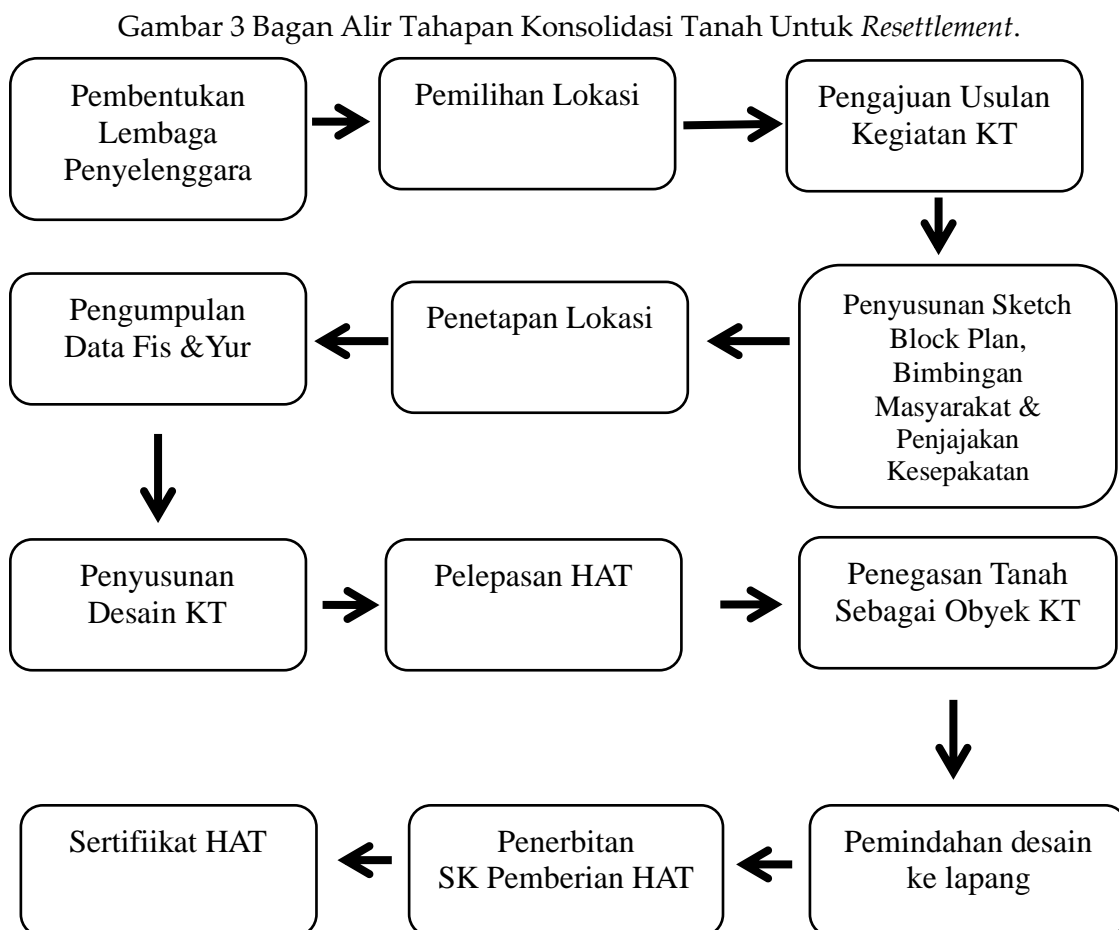 Gambar 3 Bagan Alir Tahapan Konsolidasi Tanah Untuk Resettlement.
Pembentukan
Lembaga
Penyelenggara
Pemilihan Lokasi
Pengajuan Usulan
Kegiatan KT
Penyusunan Sketch
Block Plan,
Bimbingan
Masyarakat &
Penjajakan
Kesepakatan
Penetapan Lokasi
Pengumpulan
Data Fis &Yur
Penyusunan
Desain KT
Pelepasan HAT
Penegasan Tanah
Sebagai Obyek KT
Pemindahan desain
ke lapang
Penerbitan
SK Pemberian HAT
Sertifiikat HAT